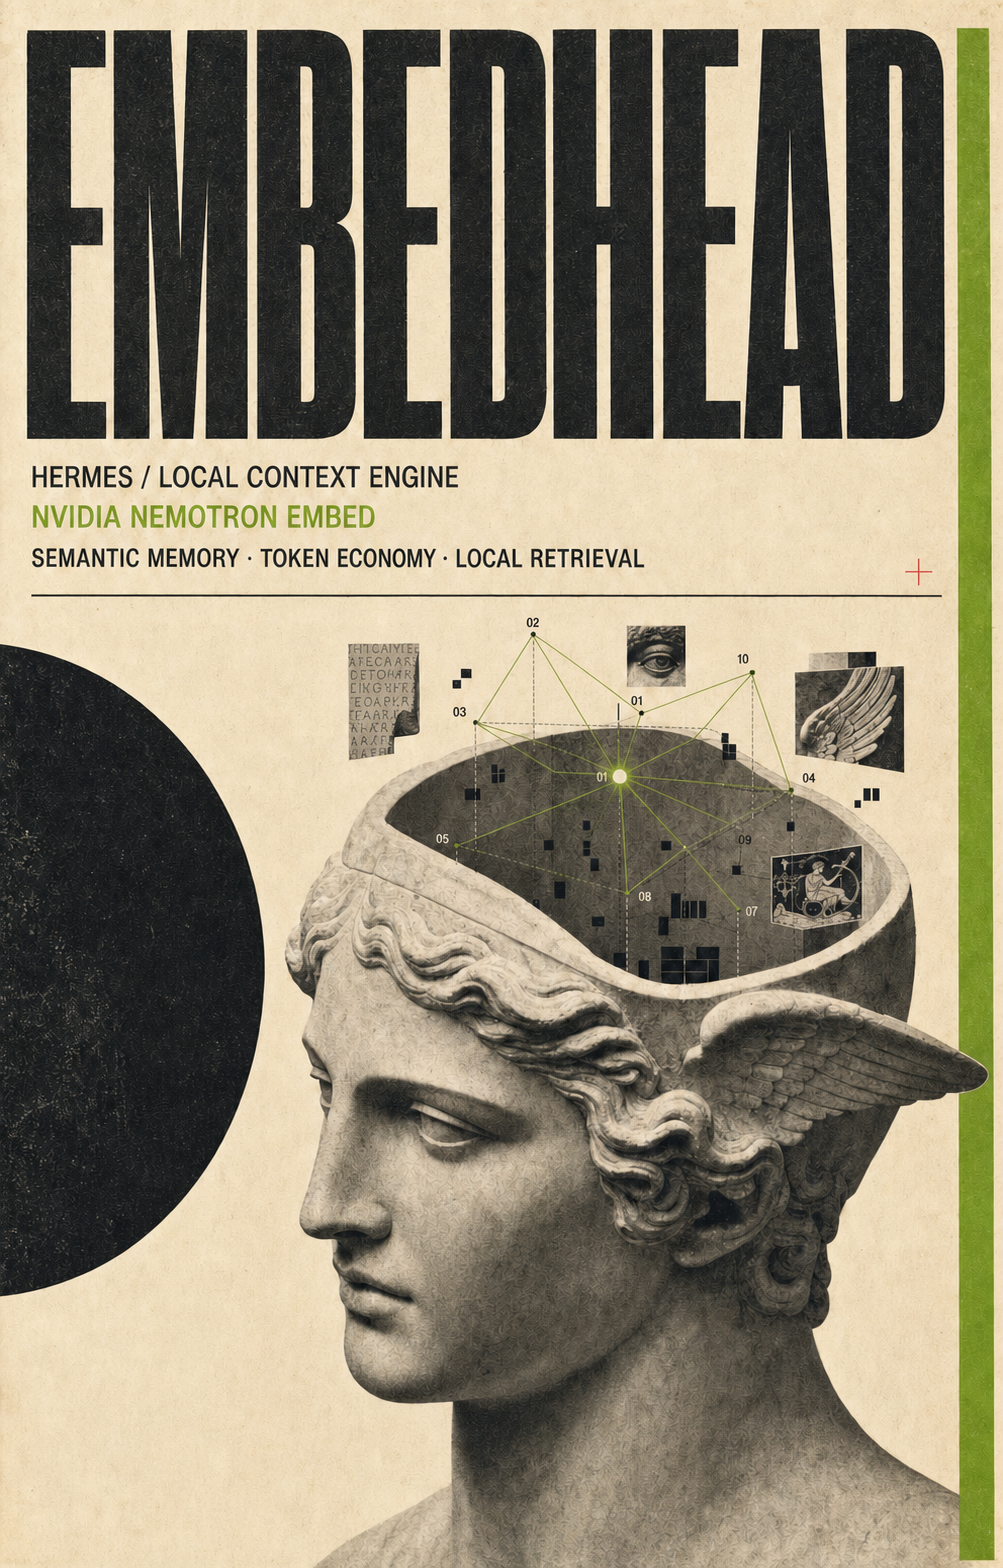 EMBEDHEAD
HERMES / LOCAL CONTEXT ENGINE
NVIDIA NEMOTRON EMBED
SEMANTIC MEMORY · TOKEN ECONOMY · LOCAL RETRIEVAL
02
10
01
03
01
04
05
09
08
07